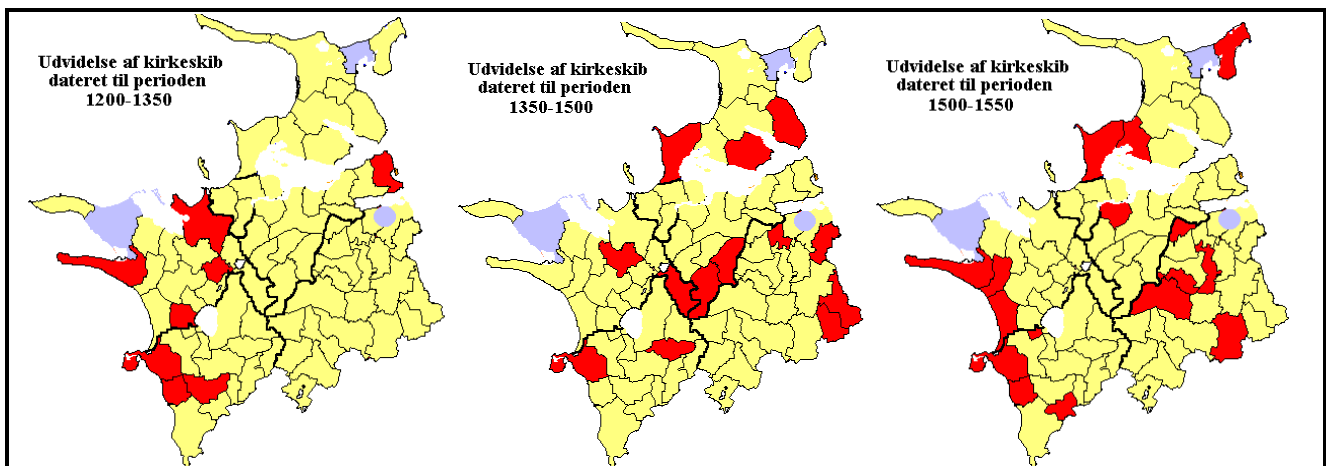 Udvidelse af kirkeskib
dateret til perioden
1200-1350
Udvidelse af kirkeskib
dateret til perioden
1350-1500
Udvidelse af kirkeskib
dateret til perioden
1500-1550